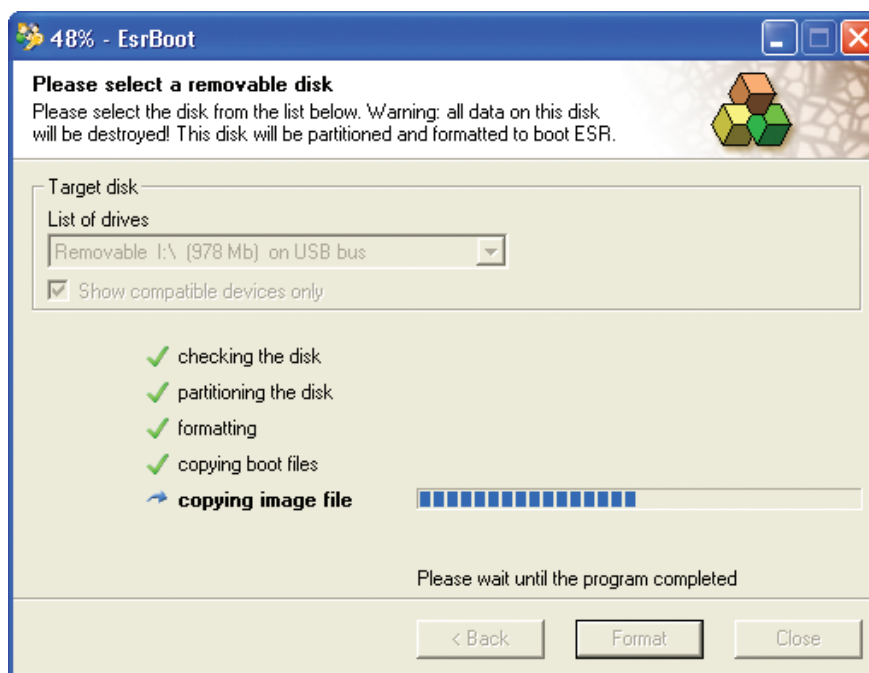 48% - EsrBoot
Please select a removable disk
Please select the disk from the list below. Warning: all data on this disk
will be destroyed! This disk will be partitioned and formatted to boot ESR.
Target disk
List of drives
Removable I:\ (978 Mb) on USB bus
Show compatible devices only
checking the disk
partitioning the disk
formatting
copying boot files
copying image file
Please wait until the program completed
< Back Format Close